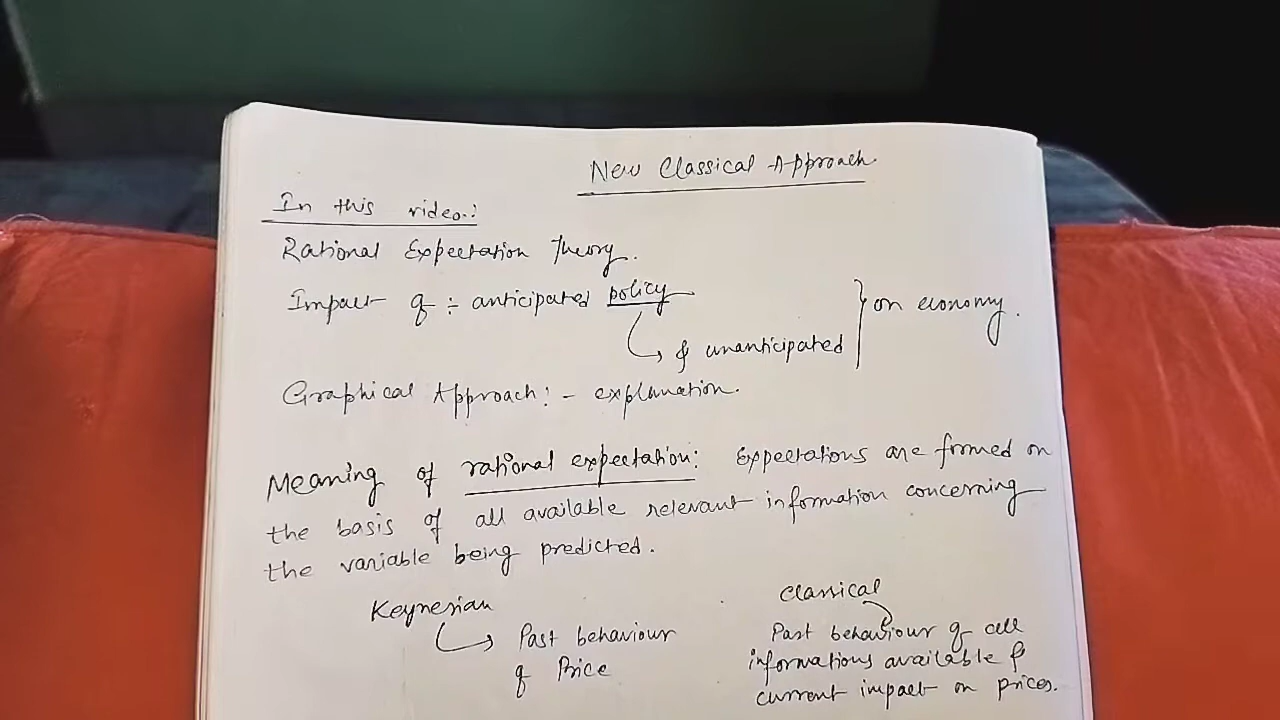 New Classical Approach.
In this video:
Rational Expectation Theory.
Impact of : anticipated policy
& unanticipated } on economy.
Graphical Approach: - explanation.
Meaning of rational expectation: Expectations are formed on
the basis of all available relevant information concerning
the variable being predicted.
Keynesian
Past behaviour
of Price
Classical
Past behaviour of all
informations available &
current impact on prices.